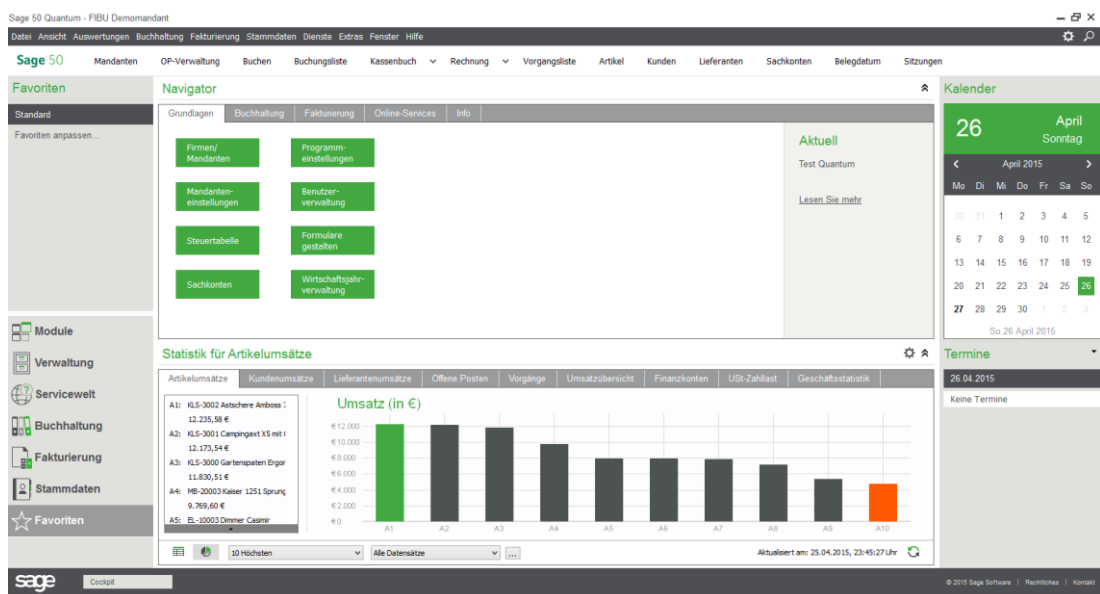 Sage 50 Quantum - FIBU Demomandant
Datei Ansicht Auswertungen Buchhaltung Fakturierung Stammdaten Dienste Extras Fenster Hilfe
Sage 50 Mandanten OP-Verwaltung Buchen Buchungsliste Kassenbuch Rechnung Vorgangsliste Artikel Kunden Lieferanten Sachkonten Belegdatum Sitzungen
Favoriten
Standard
Favoriten anpassen...
Module
Verwaltung
Servicewelt
Buchhaltung
Fakturierung
Stammdaten
Favoriten
Navigator
Grundlagen Buchhaltung Fakturierung Online-Services Info
Firmen/
Mandanten
Programm-
einstellungen
Mandanten-
einstellungen
Benutzer-
verwaltung
Steuertabelle
Formulare
gestalten
Sachkonten
Wirtschaftsjahr-
verwaltung
Aktuell
Test Quantum
Lesen Sie mehr
Statistik für Artikelumsätze
Artikelumsätze Kundenumsätze Lieferantenumsätze Offene Posten Vorgänge Umsatzübersicht Finanzkonten USt-Zahllast Geschäftsstatistik
A1: KLS-3002 Astschere Amboss
12.235,58 €
A2: KLS-3001 Campingaxt X5 mit
12.173,54 €
A3: KLS-3000 Gartenspaten Ergor
11.830,51 €
A4: MB-20003 Kaiser 1251 Sprung
9.769,60 €
A5: EL-10003 Dimmer Casimir
Umsatz (in €)
€12.000
€10.000
€8.000
€6.000
€4.000
€2.000
€0
A1 A2 A3 A4 A5 A6 A7 A8 A9 A10
10 Höchsten Alle Datensätze ... Aktualisiert am: 25.04.2015, 23:45:27 Uhr
Kalender
26 April
Sonntag
April 2015
Mo Di Mi Do Fr Sa So
30 31 1 2 3 4 5
6 7 8 9 10 11 12
13 14 15 16 17 18 19
20 21 22 23 24 25 26
27 28 29 30 1 2 3
So.26 April 2015
Termine
26.04.2015
Keine Termine
sage Cockpit © 2015 Sage Software | Rechtliches | Kontakt